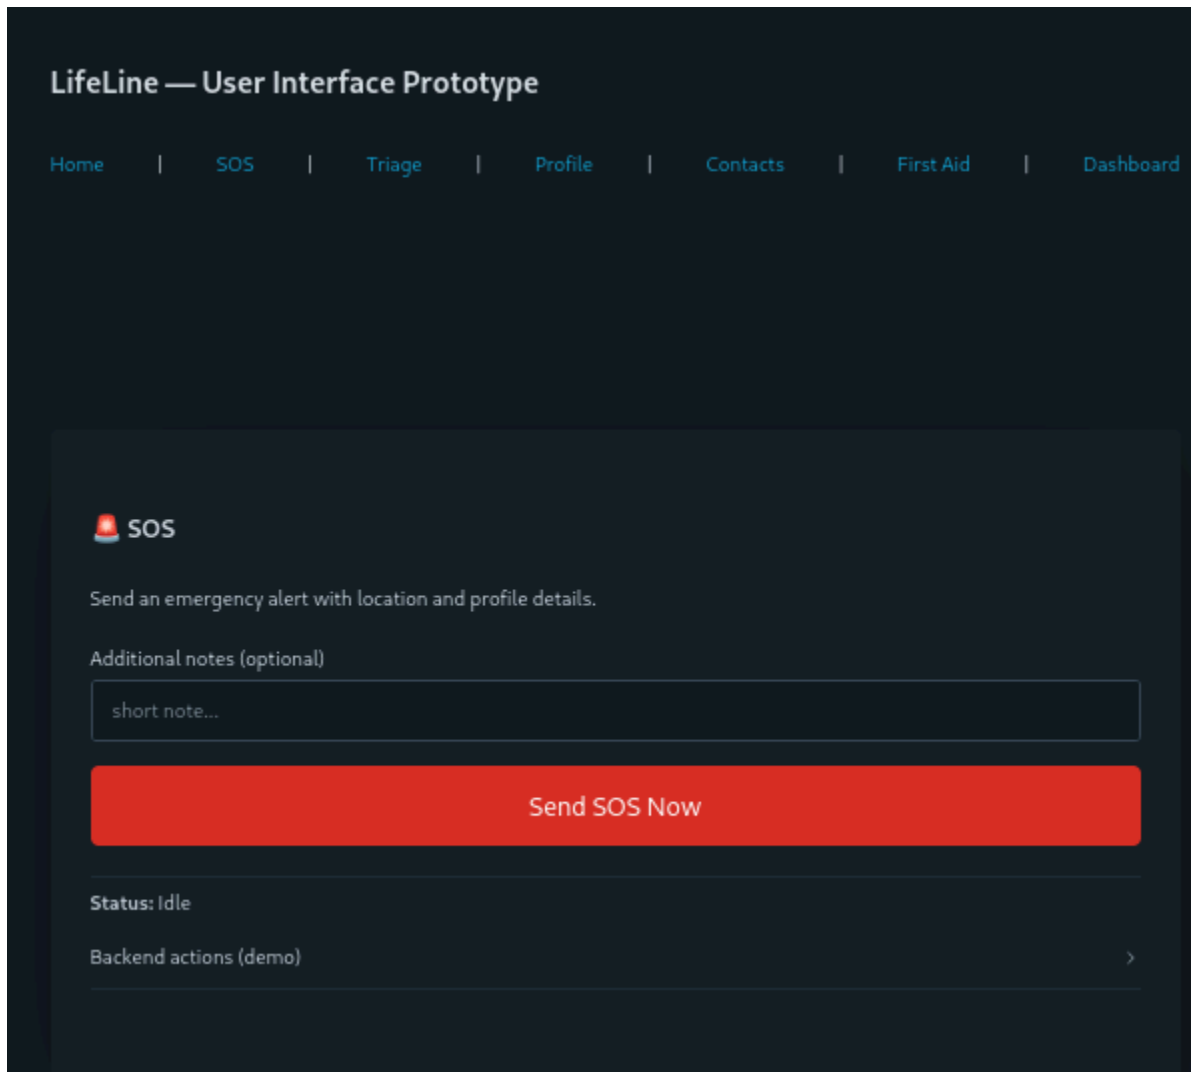 LifeLine — User Interface Prototype
Home | SOS | Triage | Profile | Contacts | First Aid | Dashboard
🚨 SOS
Send an emergency alert with location and profile details.
Additional notes (optional)
short note...
Send SOS Now
Status: Idle
Backend actions (demo)